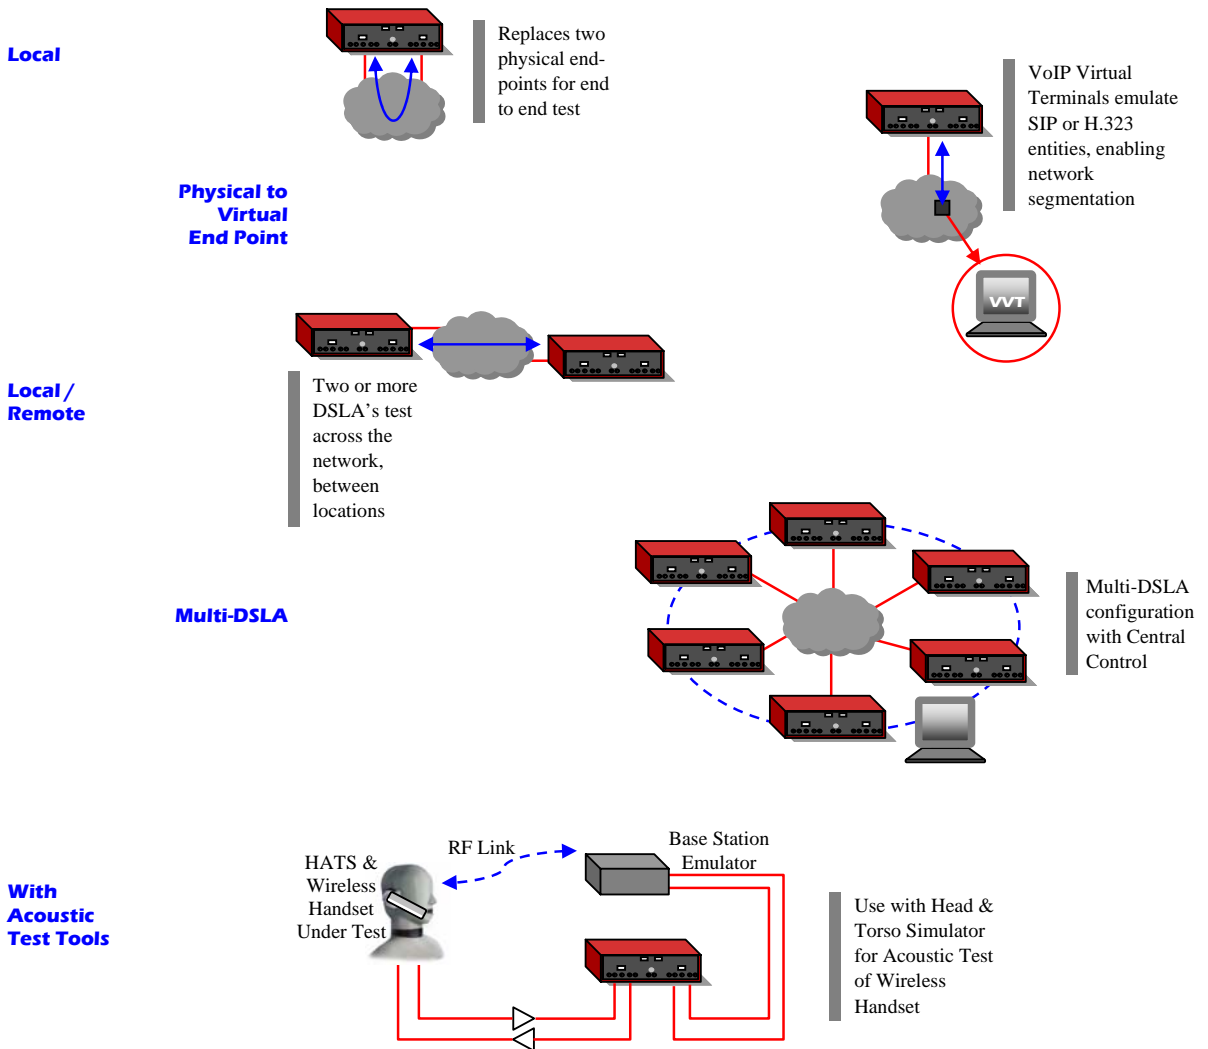 Local
Replaces two
physical end-
points for end
to end test
VoIP Virtual
Terminals emulate
SIP or H.323
entities, enabling
network
segmentation
Physical to
Virtual
End Point
VVT
Local /
Remote
Two or more
DSLA's test
across the
network,
between
locations
Multi-DSLA
Multi-DSLA
configuration
with Central
Control
With
Acoustic
Test Tools
HATS &
Wireless
Handset
Under Test
RF Link
Base Station
Emulator
Use with Head &
Torso Simulator
for Acoustic Test
of Wireless
Handset